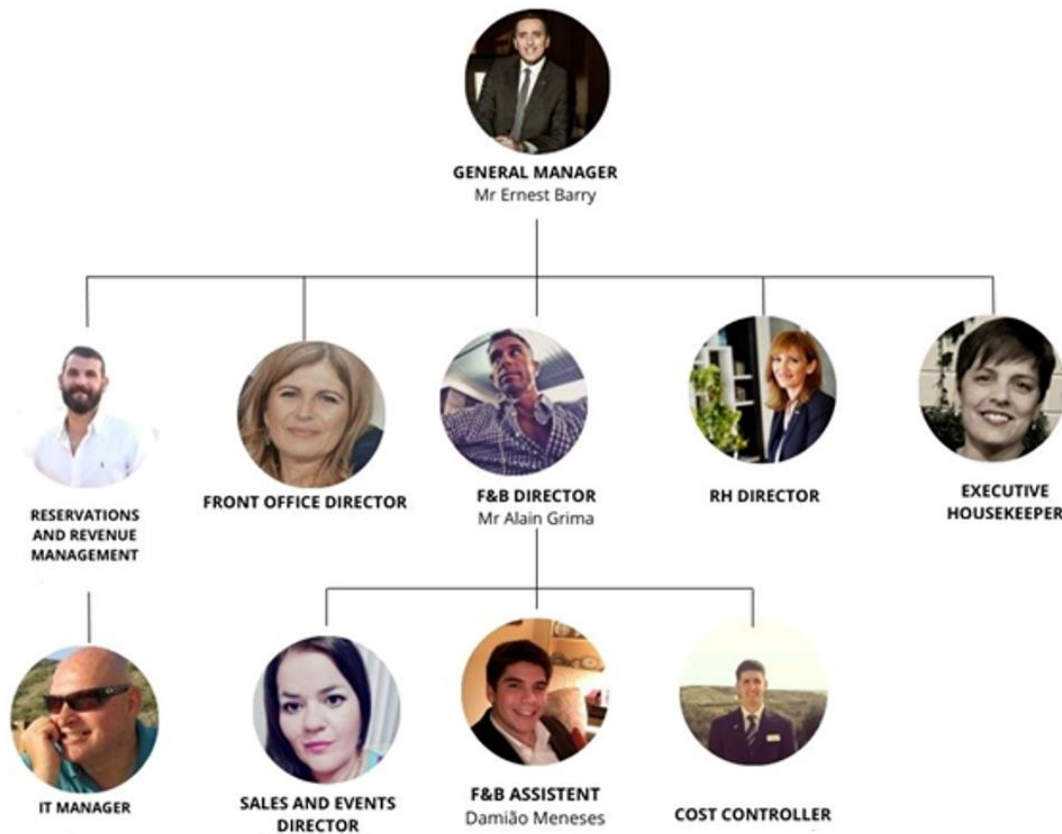 GENERAL MANAGER
Mr Ernest Barry
RESERVATIONS
AND REVENUE
MANAGEMENT
FRONT OFFICE DIRECTOR
F&B DIRECTOR
Mr Alain Grima
RH DIRECTOR
EXECUTIVE
HOUSEKEEPER
IT MANAGER
SALES AND EVENTS
DIRECTOR
F&B ASSISTENT
Damião Meneses
COST CONTROLLER